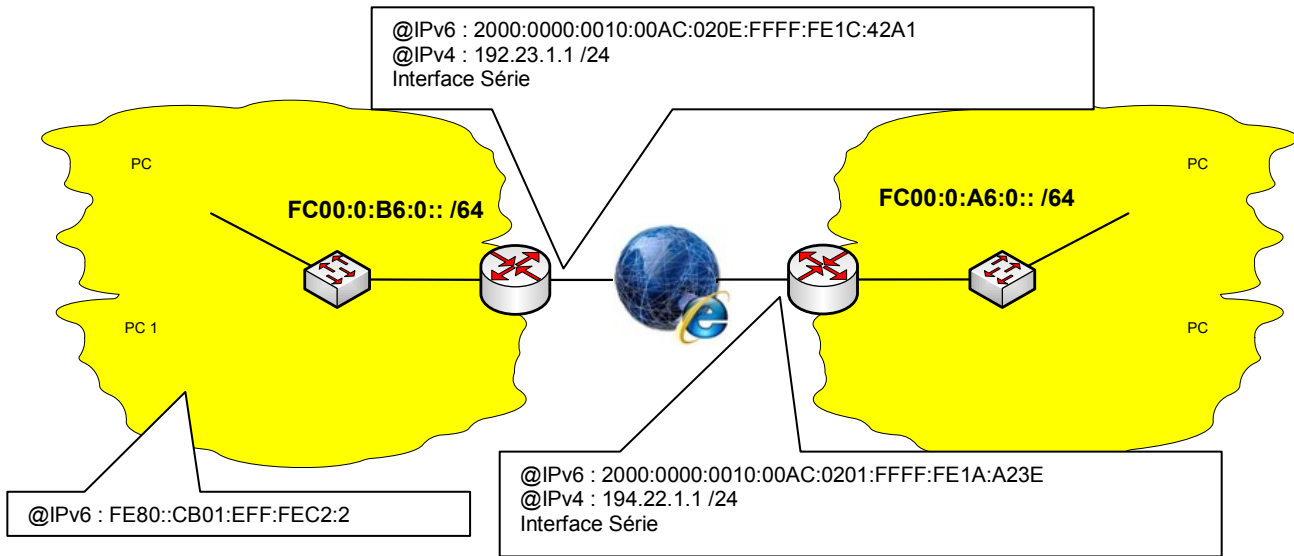 @IPv6 : 2000:0000:0010:00AC:020E:FFFF:FE1C:42A1
@IPv4 : 192.23.1.1 /24
Interface Série
PC
PC
FC00:0:B6:0:: /64
FC00:0:A6:0:: /64
PC 1
PC
@IPv6 : 2000:0000:0010:00AC:0201:FFFF:FE1A:A23E
@IPv4 : 194.22.1.1 /24
Interface Série
@IPv6 : FE80::CB01:EFF:FEC2:2